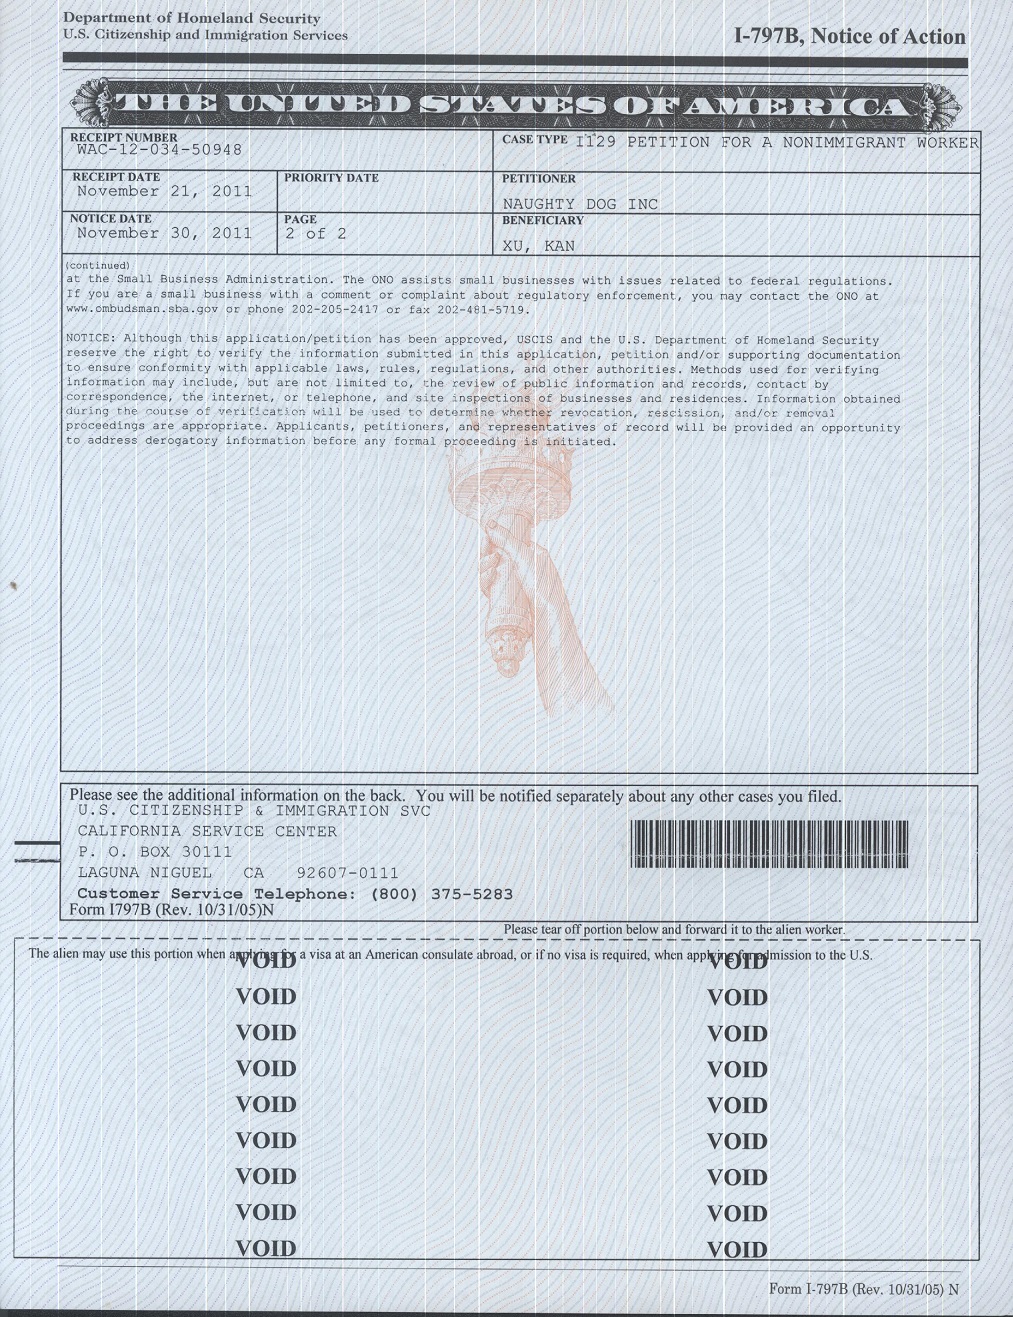 Department of Homeland Security
U.S. Citizenship and Immigration Services
I-797B, Notice of Action
THE UNITED STATES OF AMERICA
RECEIPT NUMBER
WAC-12-034-50948
CASE TYPE I129 PETITION FOR A NONIMMIGRANT WORKER
RECEIPT DATE
November 21, 2011
PRIORITY DATE
PETITIONER
NAUGHTY DOG INC
NOTICE DATE
November 30, 2011
PAGE
2 of 2
BENEFICIARY
XU, KAN
(continued)
at the Small Business Administration. The ONO assists small businesses with issues related to federal regulations.
If you are a small business with a comment or complaint about regulatory enforcement, you may contact the ONO at
www.ombudsman.sba.gov or phone 202-205-2417 or fax 202-481-5719.
NOTICE: Although this application/petition has been approved, USCIS and the U.S. Department of Homeland Security
reserve the right to verify the information submitted in this application, petition and/or supporting documentation
to ensure conformity with applicable laws, rules, regulations, and other authorities. Methods used for verifying
information may include, but are not limited to, the review of public information and records, contact by
correspondence, the internet, or telephone, and site inspections of businesses and residences. Information obtained
during the course of verification will be used to determine whether revocation, rescission, and/or removal
proceedings are appropriate. Applicants, petitioners, and representatives of record will be provided an opportunity
to address derogatory information before any formal proceeding is initiated.
Please see the additional information on the back. You will be notified separately about any other cases you filed.
U.S. CITIZENSHIP & IMMIGRATION SVC
CALIFORNIA SERVICE CENTER
P. O. BOX 30111
LAGUNA NIGUEL CA 92607-0111
Customer Service Telephone: (800) 375-5283
Form I797B (Rev. 10/31/05)N
Please tear off portion below and forward it to the alien worker.
The alien may use this portion when applying for a visa at an American consulate abroad, or if no visa is required, when applying for admission to the U.S.
VOID VOID
VOID VOID
VOID VOID
VOID VOID
VOID VOID
VOID VOID
VOID VOID
VOID VOID
VOID VOID
Form I-797B (Rev. 10/31/05) N